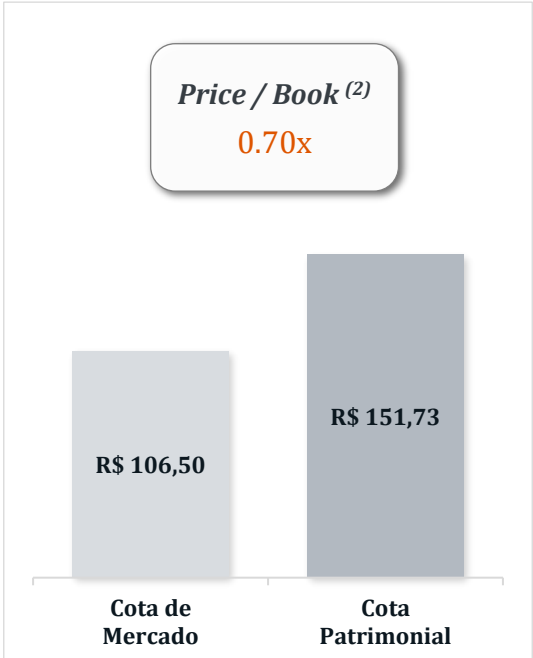 Price / Book (2)
0.70x
R$ 106,50
R$ 151,73
Cota de
Mercado
Cota
Patrimonial